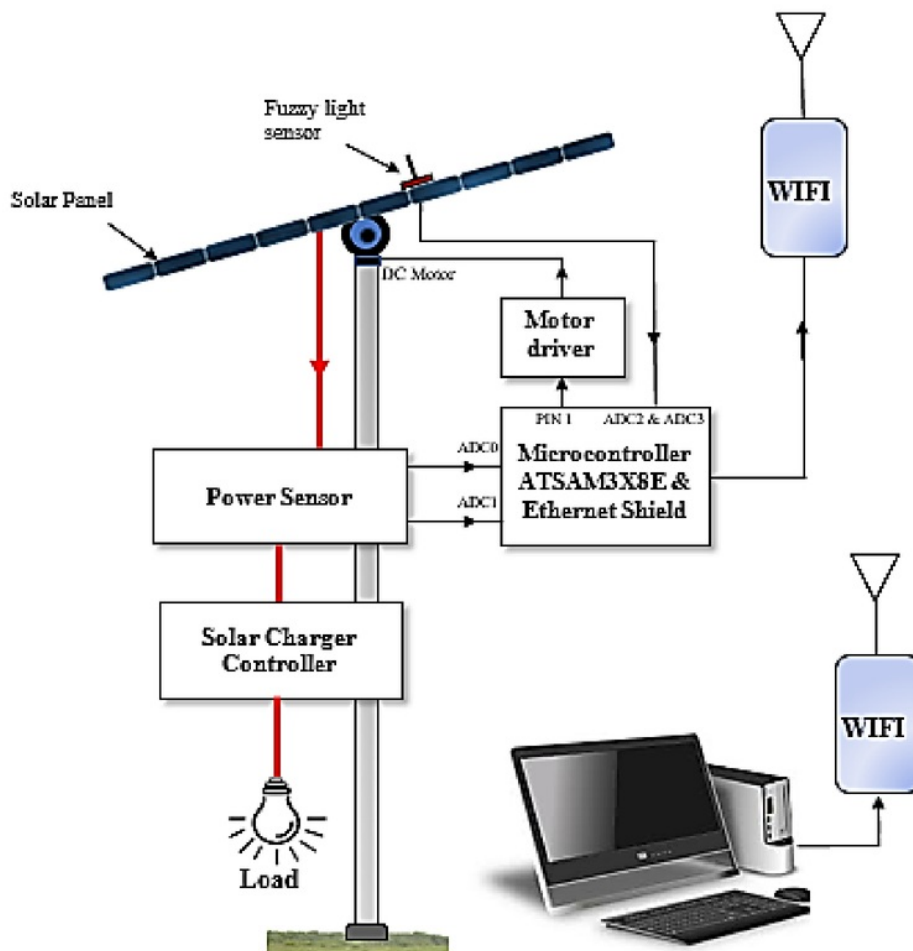 Fuzzy light
sensor
WIFI
Solar Panel
DC Motor
Motor
driver
PIN 1
ADC2 & ADC3
ADC0
Microcontroller
ATSAM3X8E &
Ethernet Shield
Power Sensor
ADC1
Solar Charger
Controller
WIFI
Load